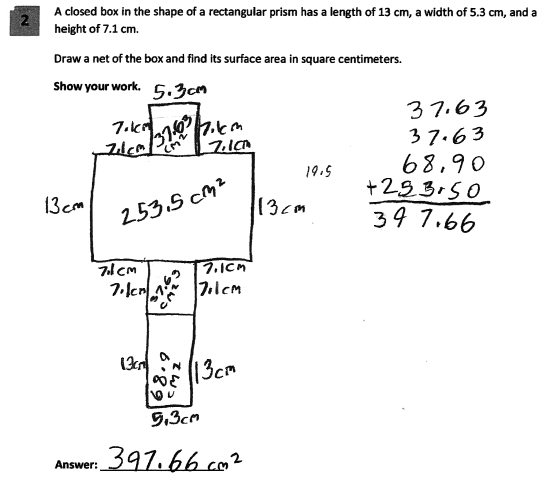 2
A closed box in the shape of a rectangular prism has a length of 13 cm, a width of 5.3 cm, and a
height of 7.1 cm.
Draw a net of the box and find its surface area in square centimeters.
Show your work.
5.3cm
7.1cm 37.63 cm² 7.1cm
7.1cm 7.1cm
13cm 253.5 cm² 13cm
7.1cm 7.1cm
7.1cm 37.63 cm² 7.1cm
13cm 68.9 cm² 13cm
5.3cm
19.5
37.63
37.63
68.90
+253.50
397.66
Answer: 397.66 cm²